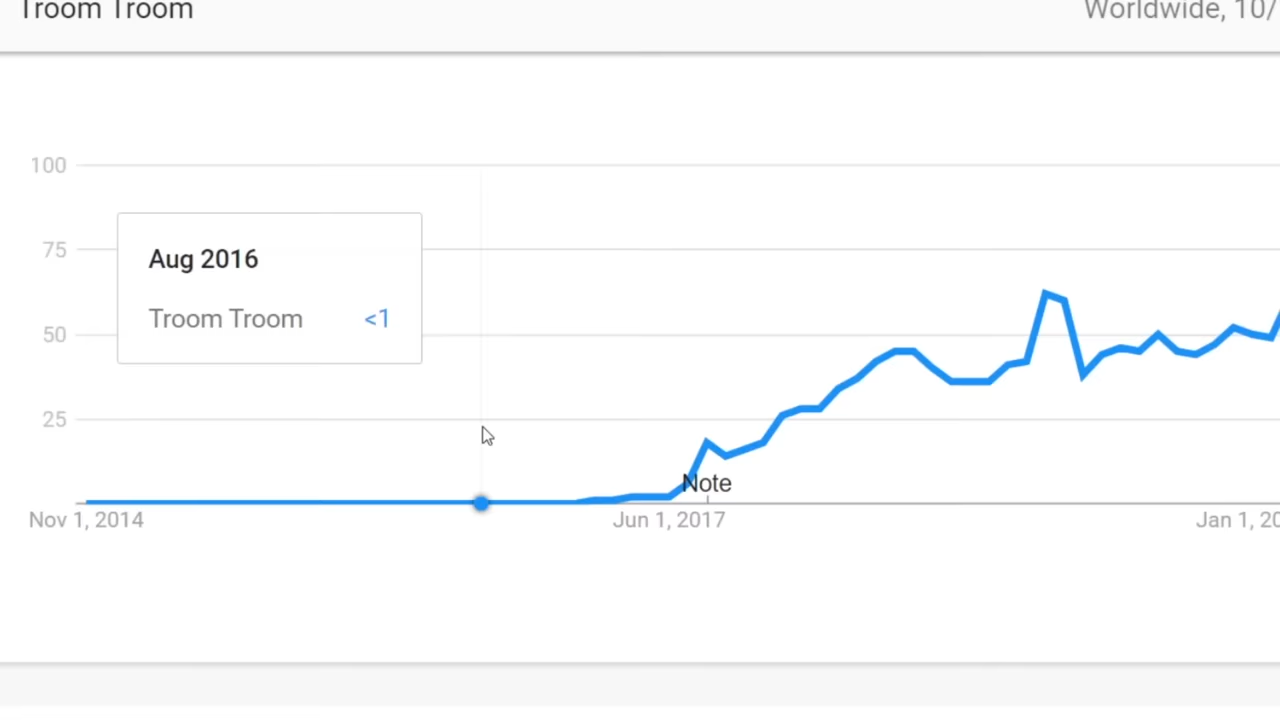 Troom Troom
Worldwide, 10/
100
75
50
25
Aug 2016
Troom Troom <1
Note
Nov 1, 2014
Jun 1, 2017
Jan 1, 20